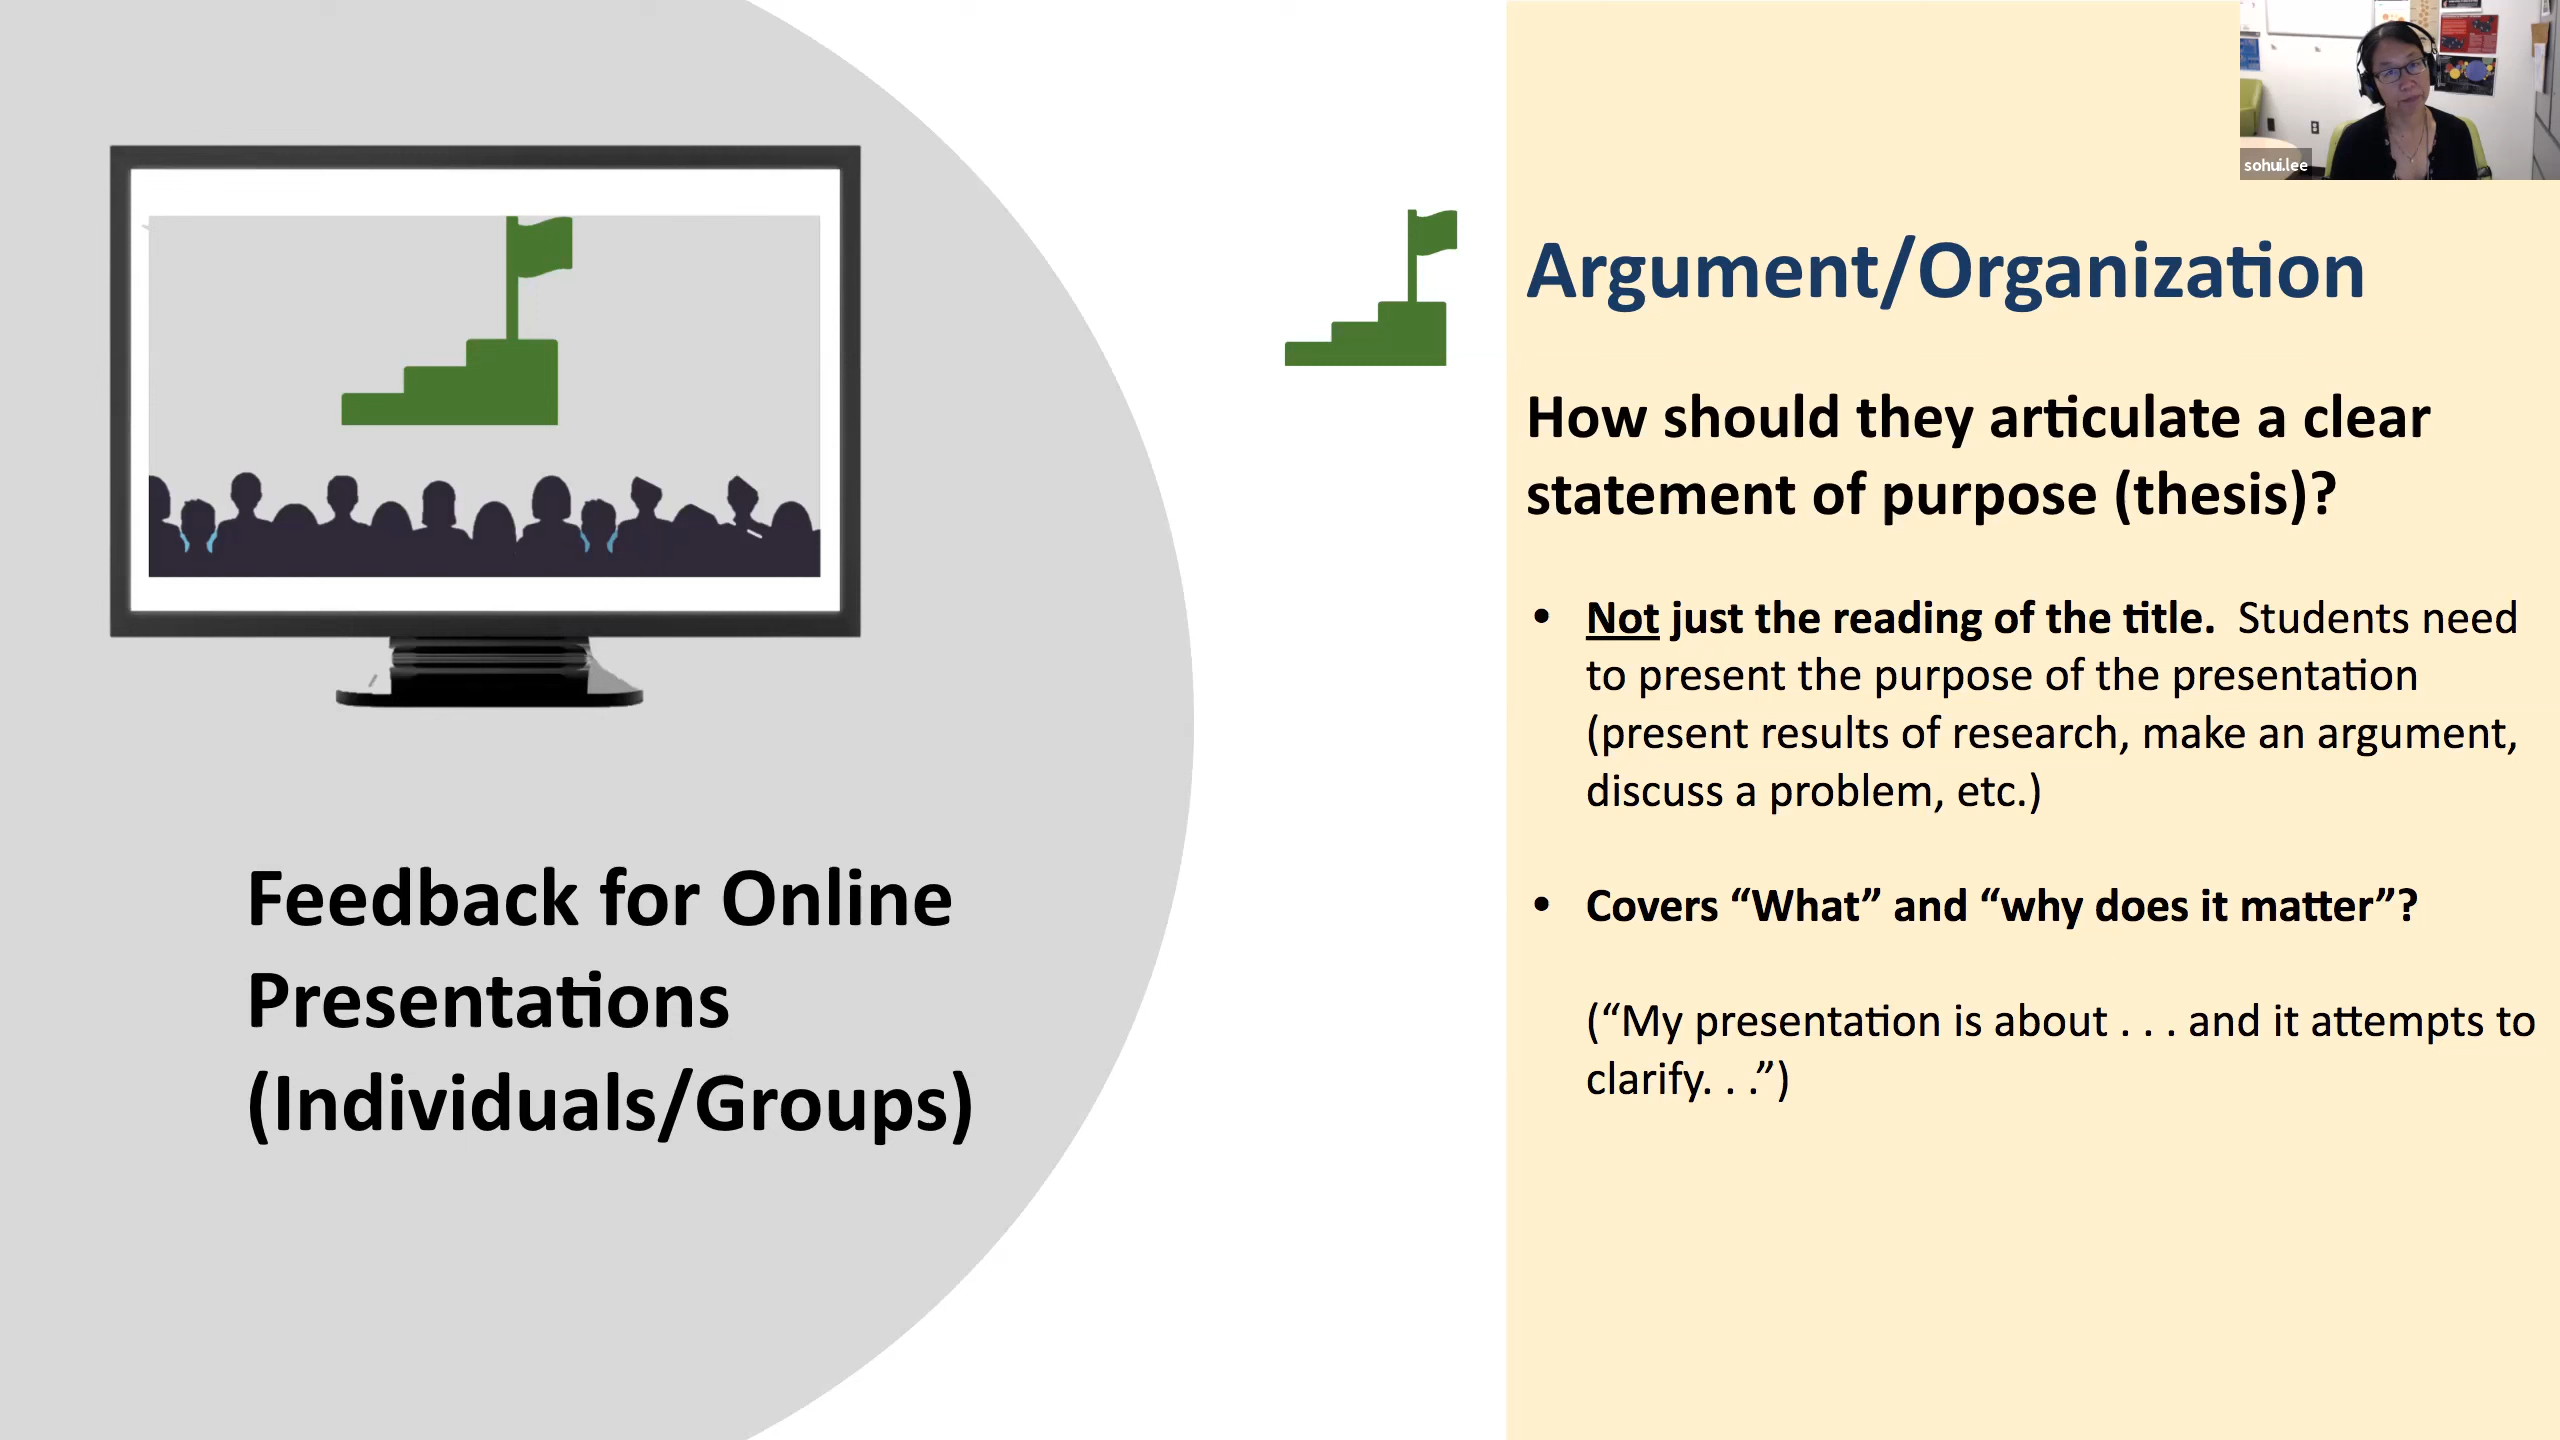 sohui.lee
Argument/Organization
How should they articulate a clear
statement of purpose (thesis)?
• Not just the reading of the title.  Students need
to present the purpose of the presentation
(present results of research, make an argument,
discuss a problem, etc.)
• Covers “What” and “why does it matter”?
(“My presentation is about . . . and it attempts to
clarify. . .”)
Feedback for Online
Presentations
(Individuals/Groups)